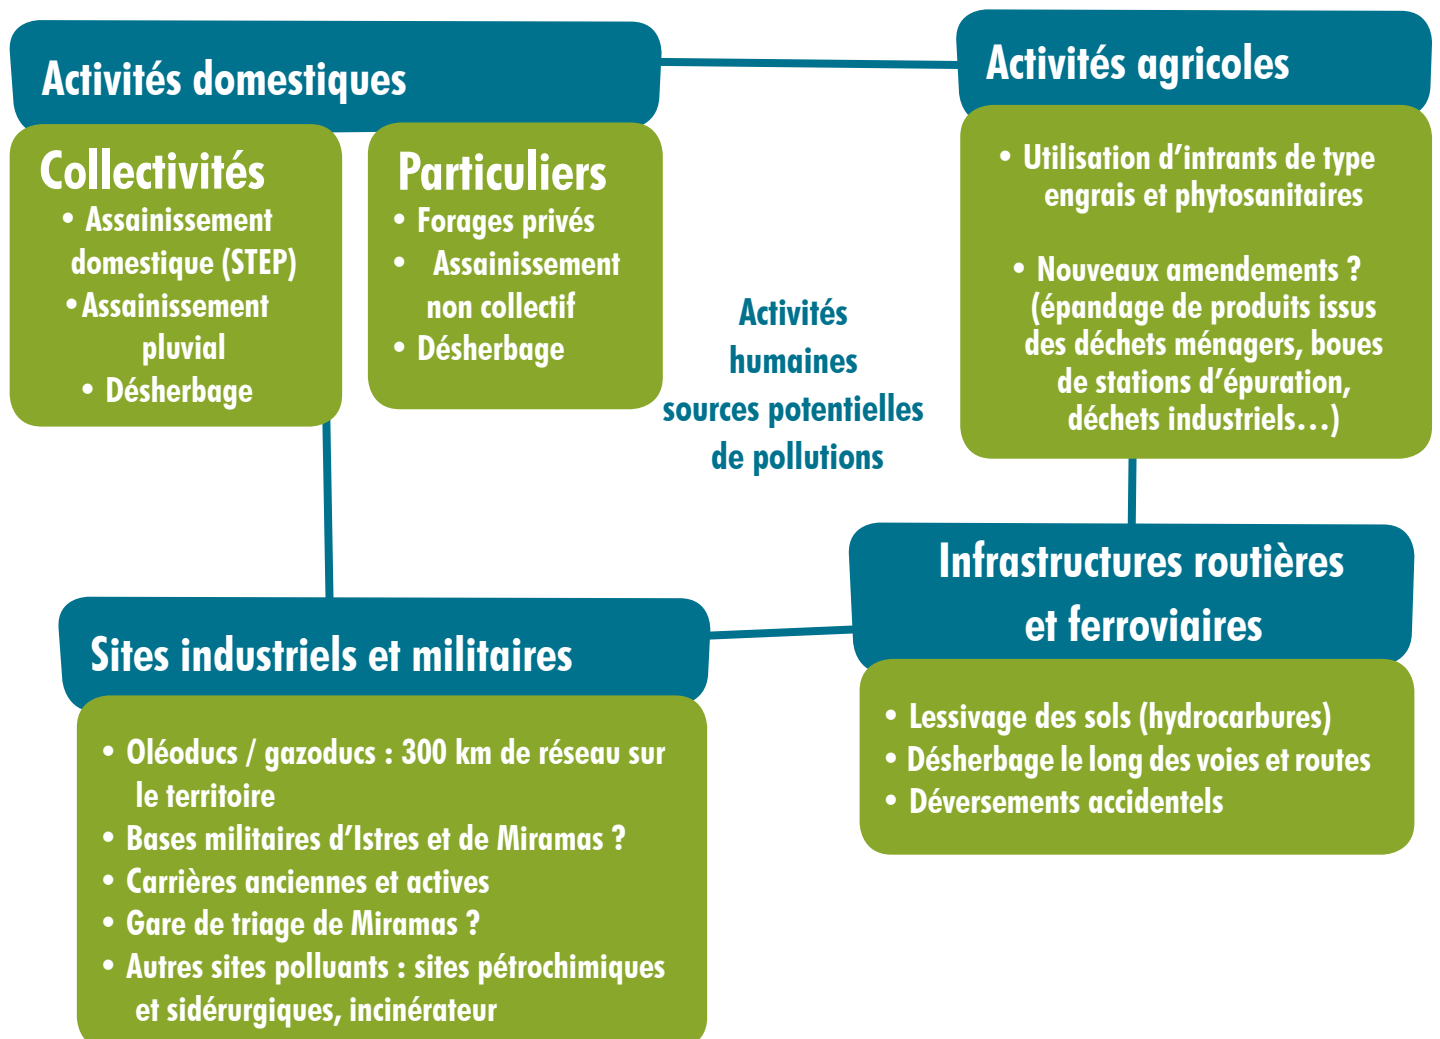 Activités domestiques
Collectivités
• Assainissement
domestique (STEP)
• Assainissement
pluvial
• Désherbage
Particuliers
• Forages privés
• Assainissement
non collectif
• Désherbage
Activités
humaines
sources potentielles
de pollutions
Activités agricoles
• Utilisation d’intrants de type
engrais et phytosanitaires
• Nouveaux amendements ?
(épandage de produits issus
des déchets ménagers, boues
de stations d’épuration,
déchets industriels…)
Sites industriels et militaires
• Oléoducs / gazoducs : 300 km de réseau sur
le territoire
• Bases militaires d’Istres et de Miramas ?
• Carrières anciennes et actives
• Gare de triage de Miramas ?
• Autres sites polluants : sites pétrochimiques
et sidérurgiques, incinérateur
Infrastructures routières
et ferroviaires
• Lessivage des sols (hydrocarbures)
• Désherbage le long des voies et routes
• Déversements accidentels